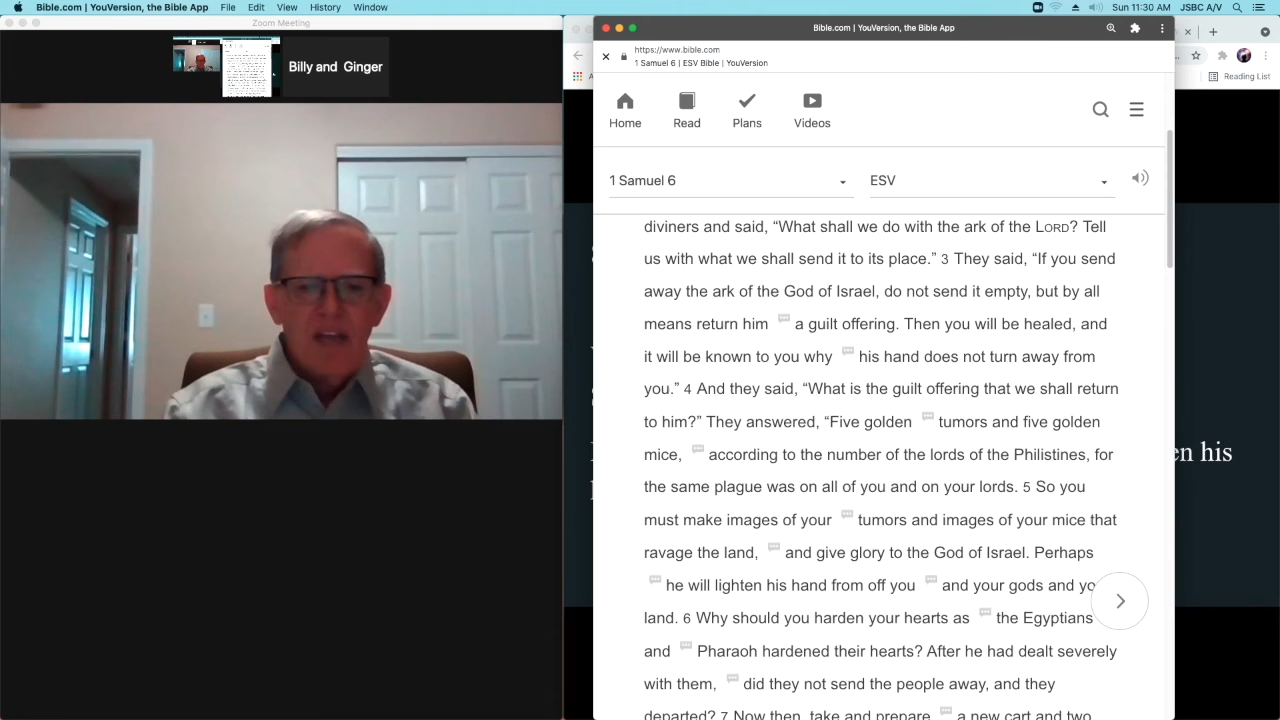 File Edit View History Window
Sun 11:30 AM JSBC A/V
Zoom Meeting
Billy and Ginger
Bible.com | YouVersion, the Bible App
https://www.bible.com
1 Samuel 6 | ESV Bible | YouVersion
Reading List
Home Read Plans Videos
1 Samuel 6 ESV
diviners and said, “What shall we do with the ark of the LORD? Tell
us with what we shall send it to its place.” 3 They said, “If you send
away the ark of the God of Israel, do not send it empty, but by all
means return him a guilt offering. Then you will be healed, and
it will be known to you why his hand does not turn away from
you.” 4 And they said, “What is the guilt offering that we shall return
to him?” They answered, “Five golden tumors and five golden
mice, according to the number of the lords of the Philistines, for
the same plague was on all of you and on your lords. 5 So you
must make images of your tumors and images of your mice that
ravage the land, and give glory to the God of Israel. Perhaps
he will lighten his hand from off you and your gods and yo
land. 6 Why should you harden your hearts as the Egyptians
and Pharaoh hardened their hearts? After he had dealt severely
with them, did they not send the people away, and they
departed? 7 Now then, take and prepare a new cart and two
en his